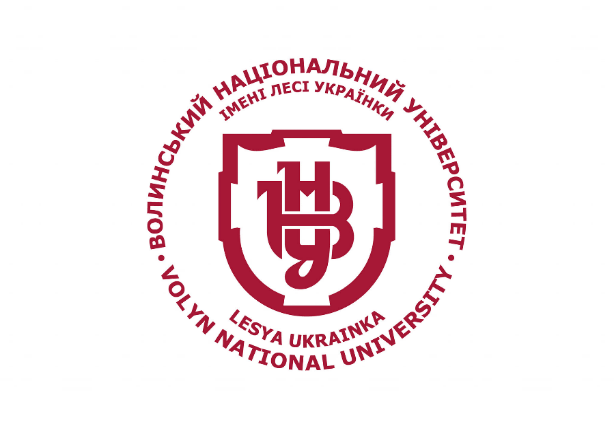 ВОЛИНСЬКИЙ НАЦІОНАЛЬНИЙ УНІВЕРСИТЕТ
ІМЕНІ ЛЕСІ УКРАЇНКИ
ВНУ
LESYA UKRAINKA
• VOLYN NATIONAL UNIVERSITY •